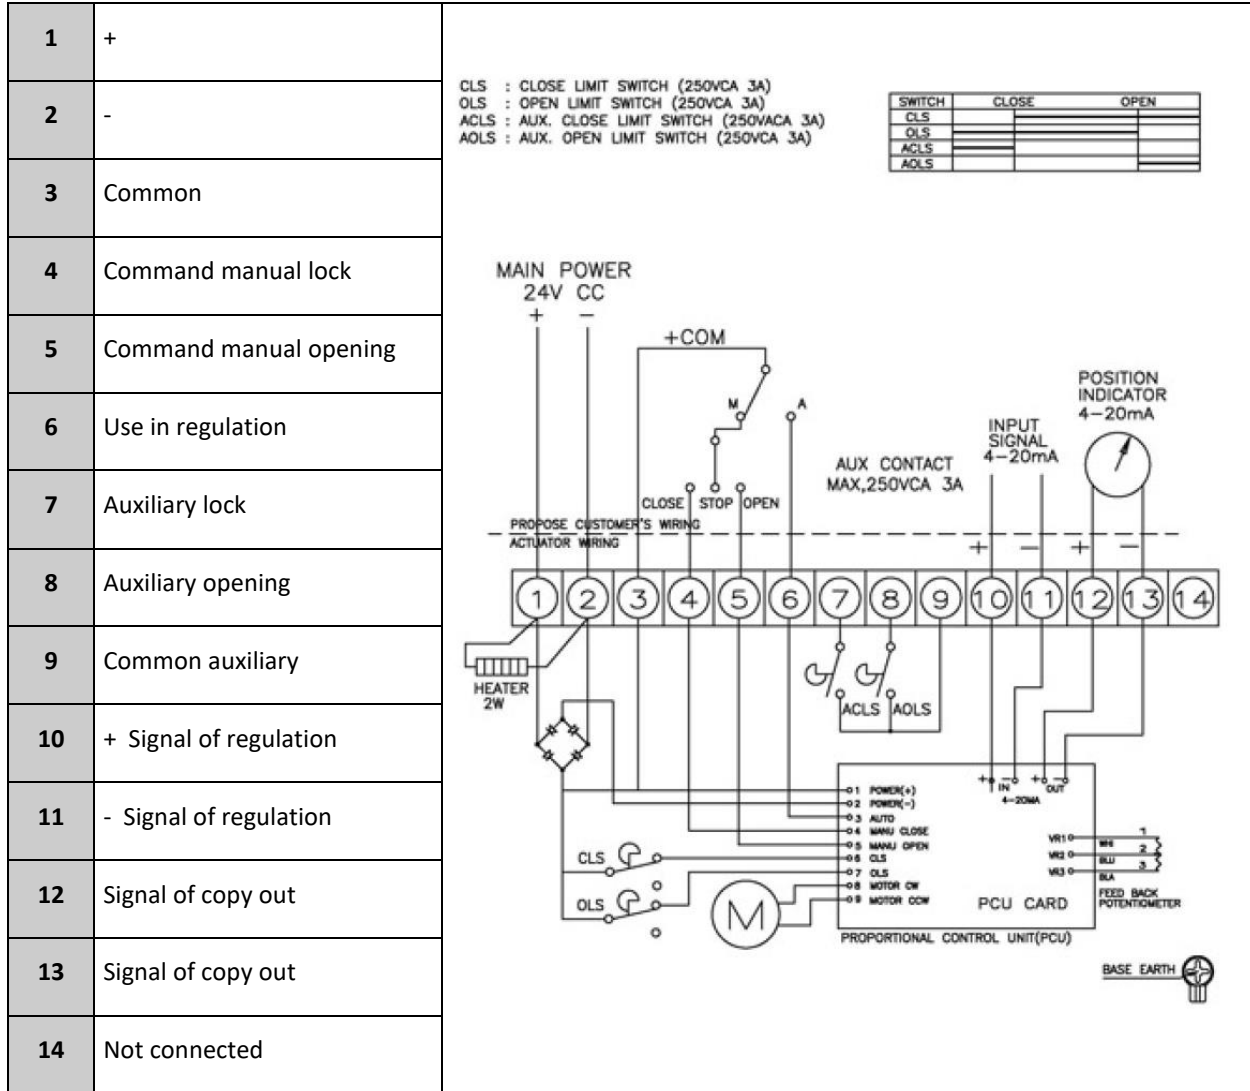 1 +
2 -
3 Common
4 Command manual lock
5 Command manual opening
6 Use in regulation
7 Auxiliary lock
8 Auxiliary opening
9 Common auxiliary
10 + Signal of regulation
11 - Signal of regulation
12 Signal of copy out
13 Signal of copy out
14 Not connected
CLS : CLOSE LIMIT SWITCH (250VCA 3A)
OLS : OPEN LIMIT SWITCH (250VCA 3A)
ACLS : AUX. CLOSE LIMIT SWITCH (250VACA 3A)
AOLS : AUX. OPEN LIMIT SWITCH (250VCA 3A)
SWITCH CLOSE OPEN
CLS
OLS
ACLS
AOLS
MAIN POWER
24V CC
+ -
+COM
M A
CLOSE STOP OPEN
AUX CONTACT
MAX,250VCA 3A
INPUT
SIGNAL
4-20mA
POSITION
INDICATOR
4-20mA
PROPOSE CUSTOMER'S WIRING
ACTUATOR WIRING
+ - + -
1 2 3 4 5 6 7 8 9 10 11 12 13 14
HEATER
2W
ACLS AOLS
+ - + -
IN OUT
4-20MA
1 POWER(+)
2 POWER(-)
3 AUTO
4 MANU CLOSE
5 MANU OPEN
6 CLS
7 OLS
8 MOTOR CW
9 MOTOR CCW
CLS
OLS
M
VR1 WHI 1
VR2 BLU 2
VR3 BLA 3
FEED BACK
POTENTIOMETER
PCU CARD
PROPORTIONAL CONTROL UNIT(PCU)
BASE EARTH